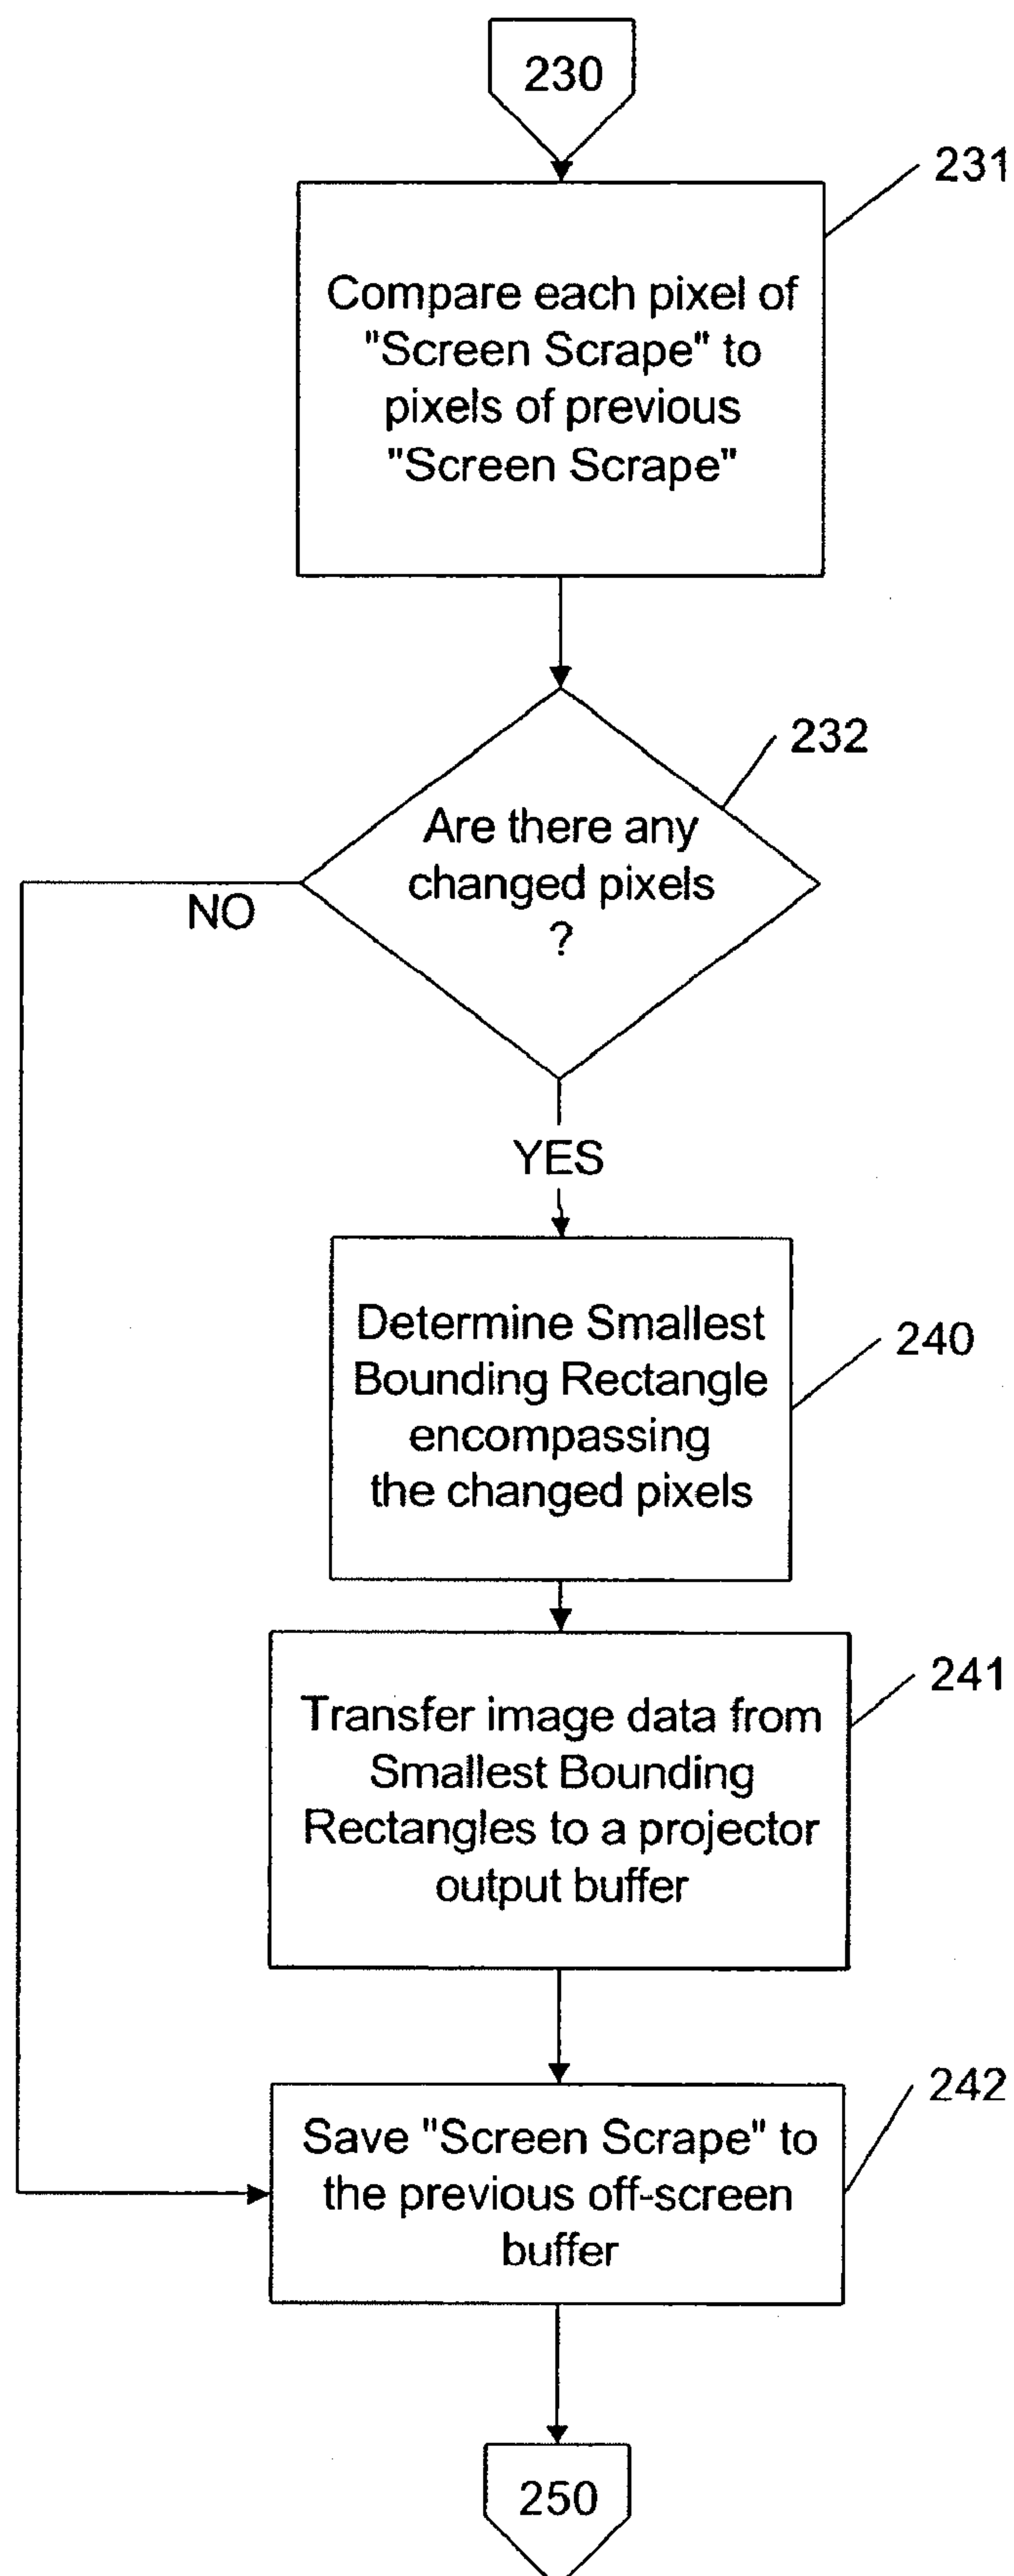 230
231
Compare each pixel of
"Screen Scrape" to
pixels of previous
"Screen Scrape"
232
Are there any
changed pixels
?
NO
YES
240
Determine Smallest
Bounding Rectangle
encompassing
the changed pixels
241
Transfer image data from
Smallest Bounding
Rectangles to a projector
output buffer
242
Save "Screen Scrape" to
the previous off-screen
buffer
250